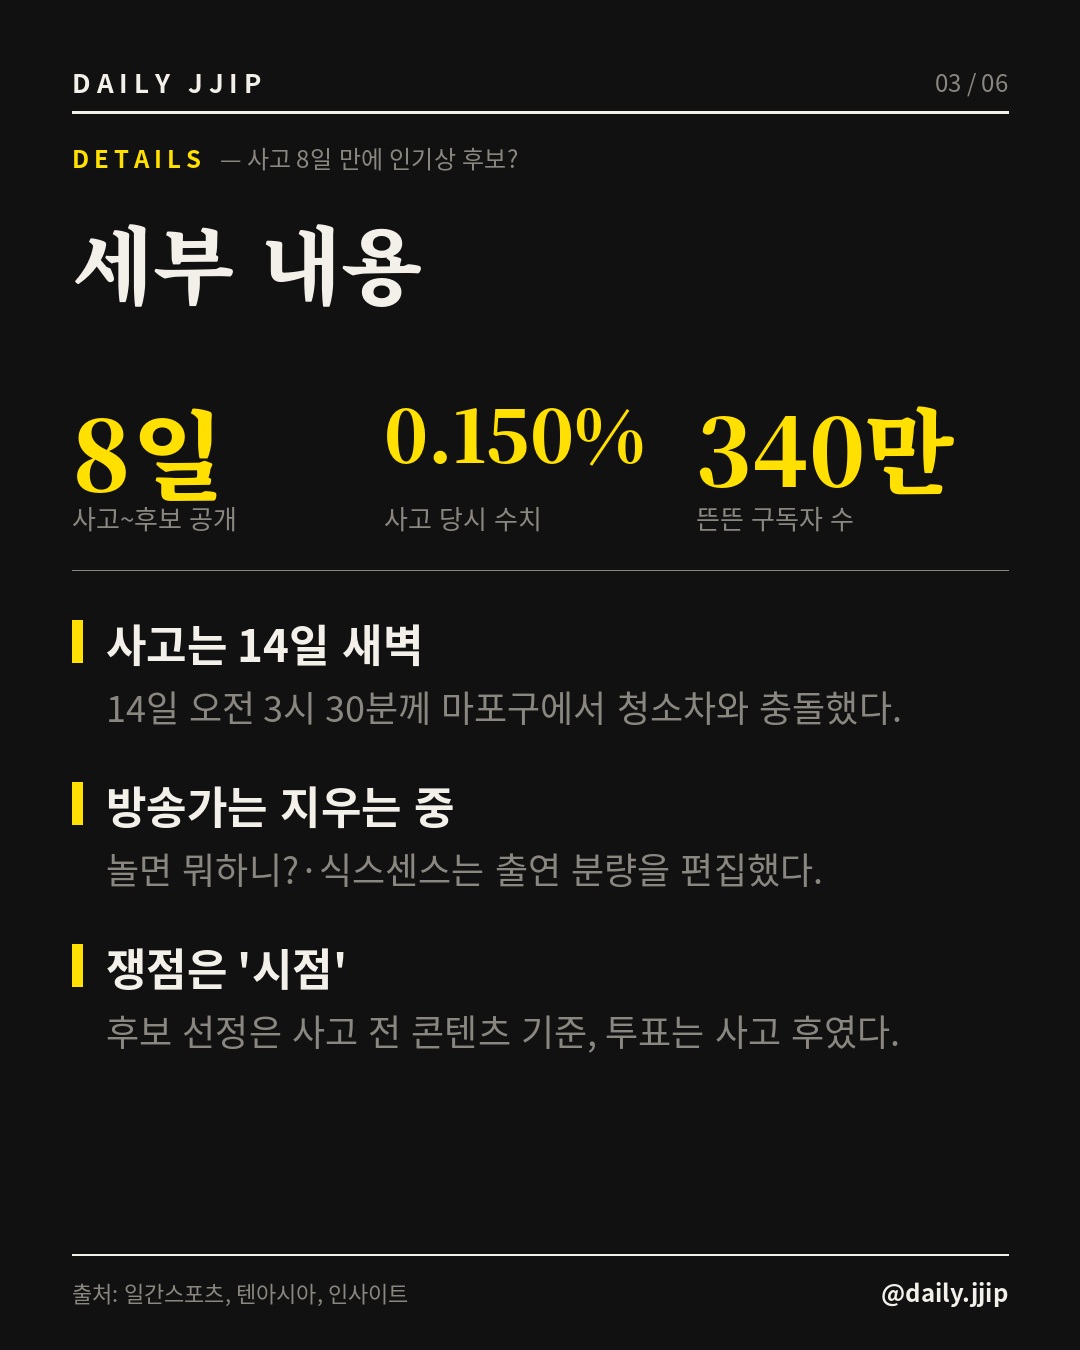 DAILY JJIP
03 / 06
DETAILS — 사고 8일 만에 인기상 후보?
세부 내용
8일
사고~후보 공개
0.150%
사고 당시 수치
340만
뜬뜬 구독자 수
사고는 14일 새벽
14일 오전 3시 30분께 마포구에서 청소차와 충돌했다.
방송가는 지우는 중
놀면 뭐하니?·식스센스는 출연 분량을 편집했다.
쟁점은 '시점'
후보 선정은 사고 전 콘텐츠 기준, 투표는 사고 후였다.
출처: 일간스포츠, 텐아시아, 인사이트
@daily.jjip